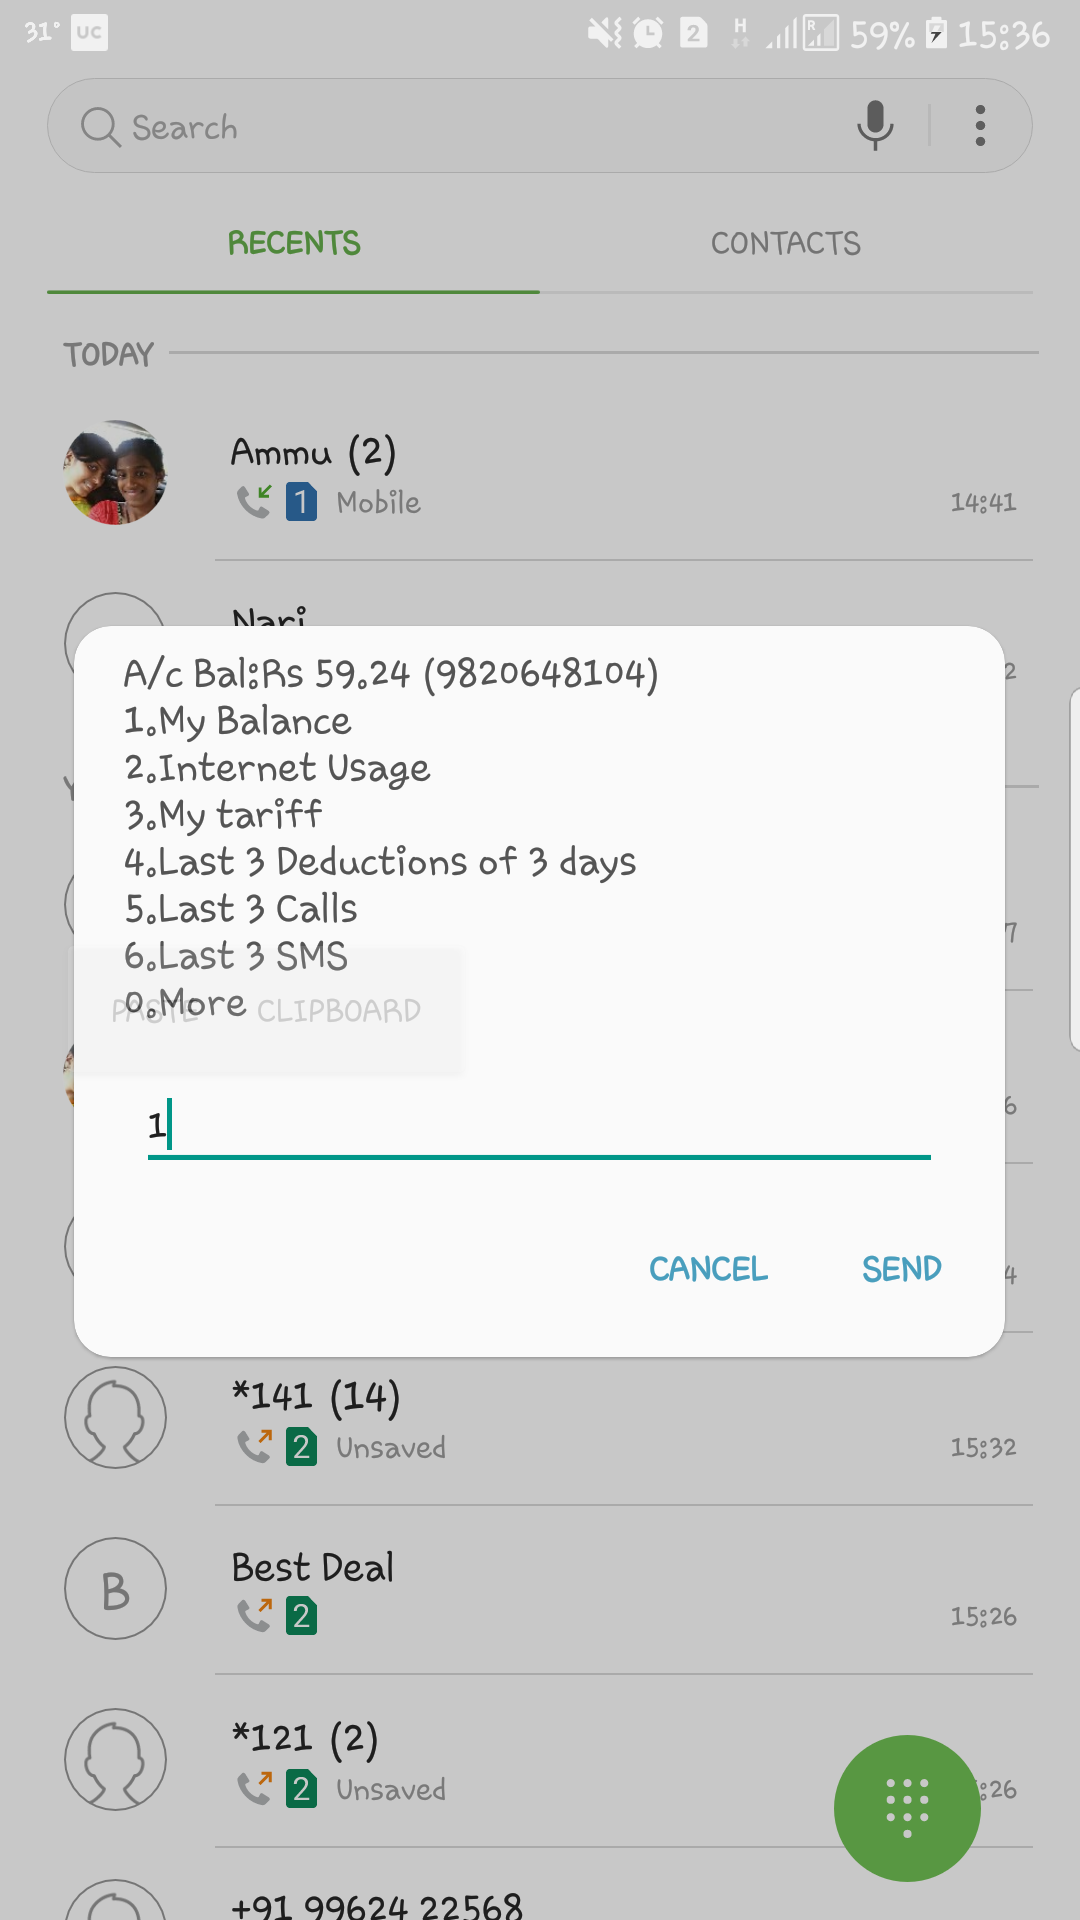 31° UC 2 H R 59% 15:36
Search
RECENTS CONTACTS
TODAY
Ammu (2)
1 Mobile 14:41
Nari
2
A/c Bal:Rs 59.24 (9820648104)
1.My Balance
2.Internet Usage
3.My tariff
4.Last 3 Deductions of 3 days
5.Last 3 Calls
6.Last 3 SMS
0.More
PASTE CLIPBOARD
1
CANCEL SEND
*141 (14)
2 Unsaved 15:32
B Best Deal
2 15:26
*121 (2)
2 Unsaved :26
+91 99624 22568